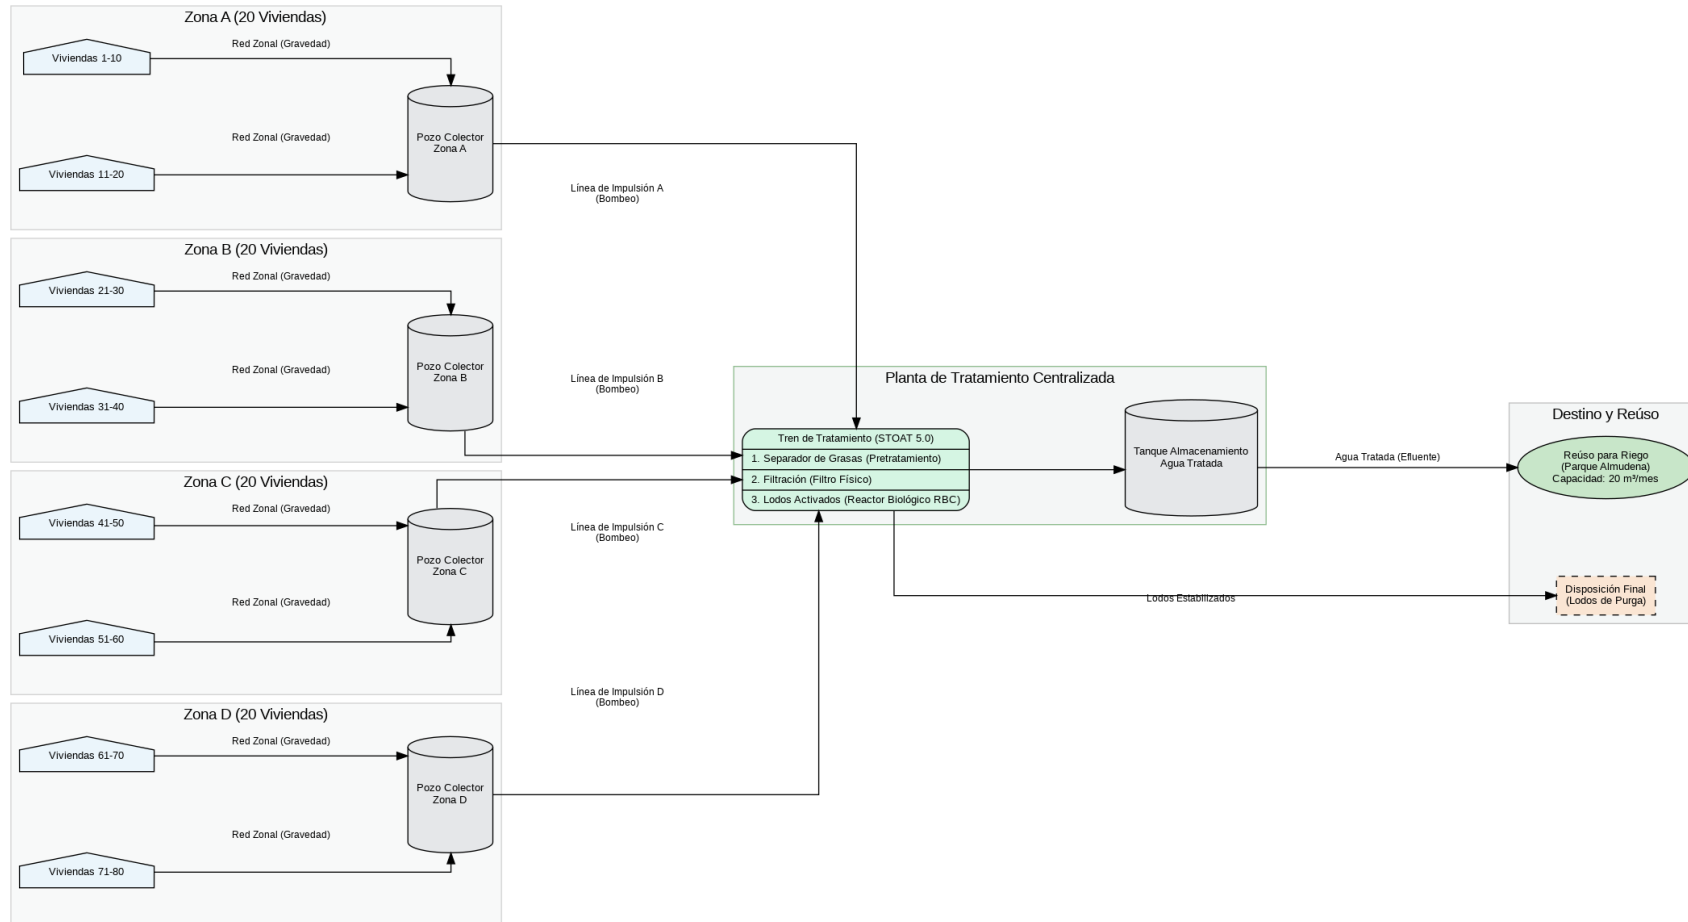 Zona A (20 Viviendas)
Viviendas 1-10
Red Zonal (Gravedad)
Viviendas 11-20
Red Zonal (Gravedad)
Pozo Colector
Zona A
Línea de Impulsión A
(Bombeo)
Zona B (20 Viviendas)
Viviendas 21-30
Red Zonal (Gravedad)
Viviendas 31-40
Red Zonal (Gravedad)
Pozo Colector
Zona B
Línea de Impulsión B
(Bombeo)
Zona C (20 Viviendas)
Viviendas 41-50
Red Zonal (Gravedad)
Viviendas 51-60
Red Zonal (Gravedad)
Pozo Colector
Zona C
Línea de Impulsión C
(Bombeo)
Zona D (20 Viviendas)
Viviendas 61-70
Red Zonal (Gravedad)
Viviendas 71-80
Red Zonal (Gravedad)
Pozo Colector
Zona D
Línea de Impulsión D
(Bombeo)
Planta de Tratamiento Centralizada
Tren de Tratamiento (STOAT 5.0)
1. Separador de Grasas (Pretratamiento)
2. Filtración (Filtro Físico)
3. Lodos Activados (Reactor Biológico RBC)
Tanque Almacenamiento
Agua Tratada
Agua Tratada (Efluente)
Lodos Estabilizados
Destino y Reúso
Reúso para Riego
(Parque Almudena)
Capacidad: 20 m³/mes
Disposición Final
(Lodos de Purga)